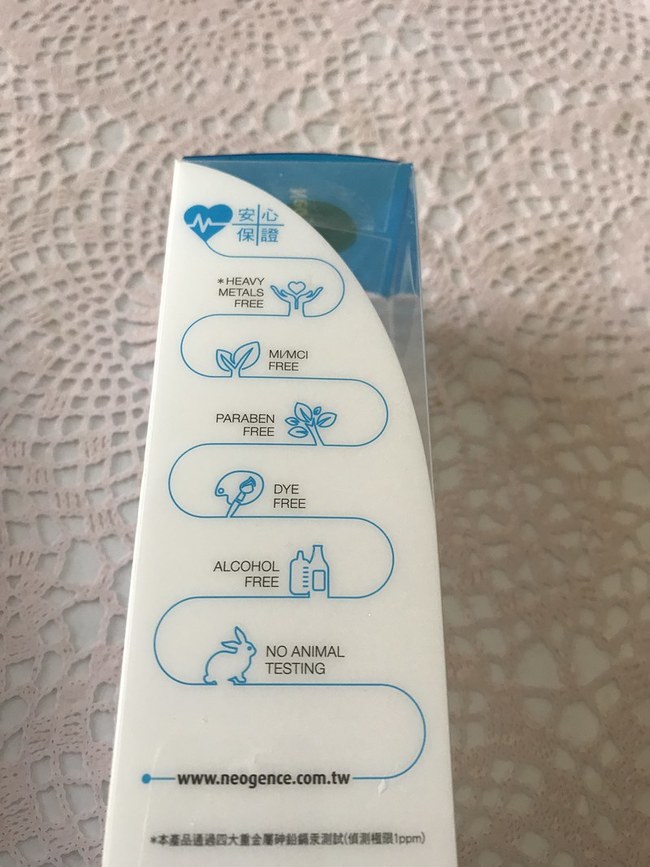 安心
保證
*HEAVY
METALS
FREE
MI/MCI
FREE
PARABEN
FREE
DYE
FREE
ALCOHOL
FREE
NO ANIMAL
TESTING
www.neogence.com.tw
*本產品通過四大重金屬砷鉛鎘汞測試(偵測極限1ppm)